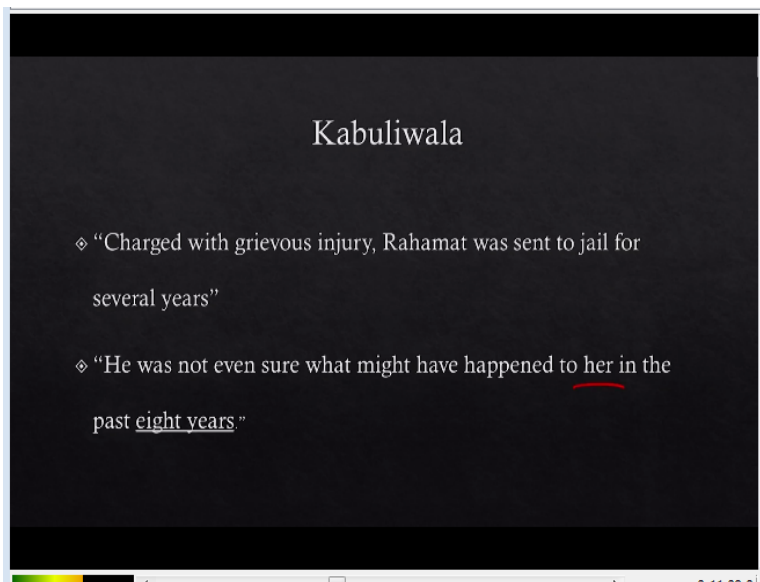 Kabuliwala
“Charged with grievous injury, Rahamat was sent to jail for
several years”
“He was not even sure what might have happened to her in the
past eight years.”